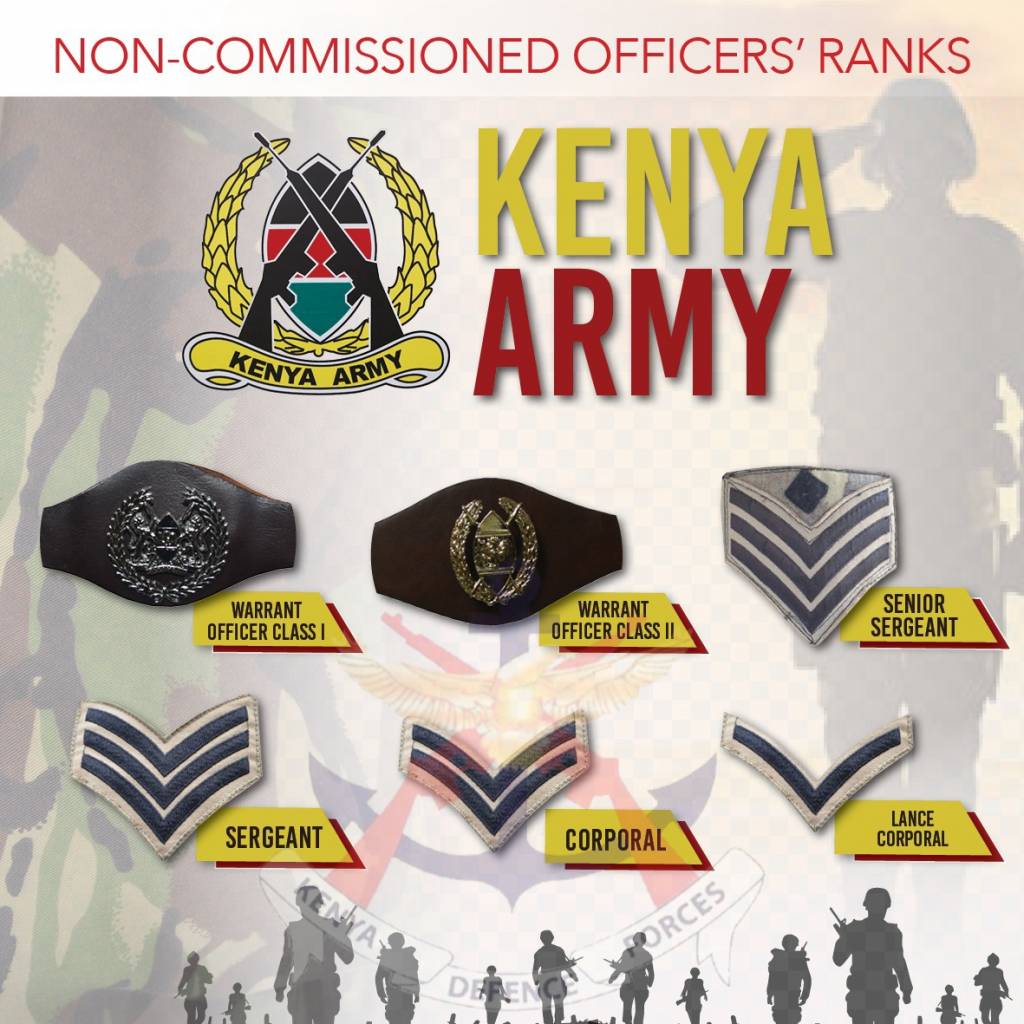 NON-COMMISSIONED OFFICERS' RANKS
KENYA
ARMY
KENYA ARMY
WARRANT
OFFICER CLASS I
WARRANT
OFFICER CLASS II
SENIOR
SERGEANT
SERGEANT
CORPORAL
LANCE
CORPORAL
KENYA
DEFENCE
FORCES